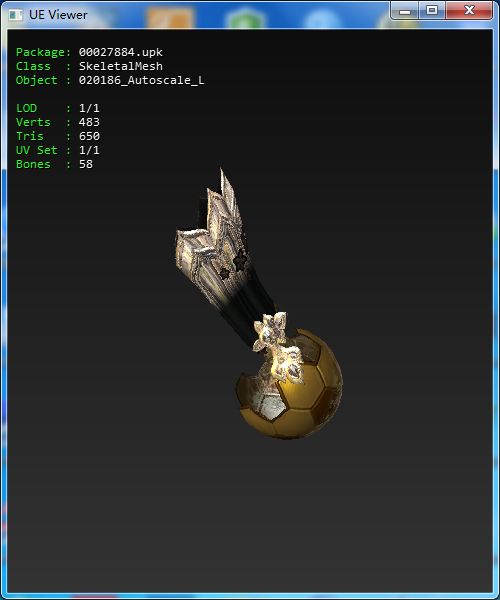 UE Viewer
Package: 00027884.upk
Class : SkeletalMesh
Object : 020186_Autoscale_L
LOD : 1/1
Verts : 483
Tris : 650
UV Set : 1/1
Bones : 58